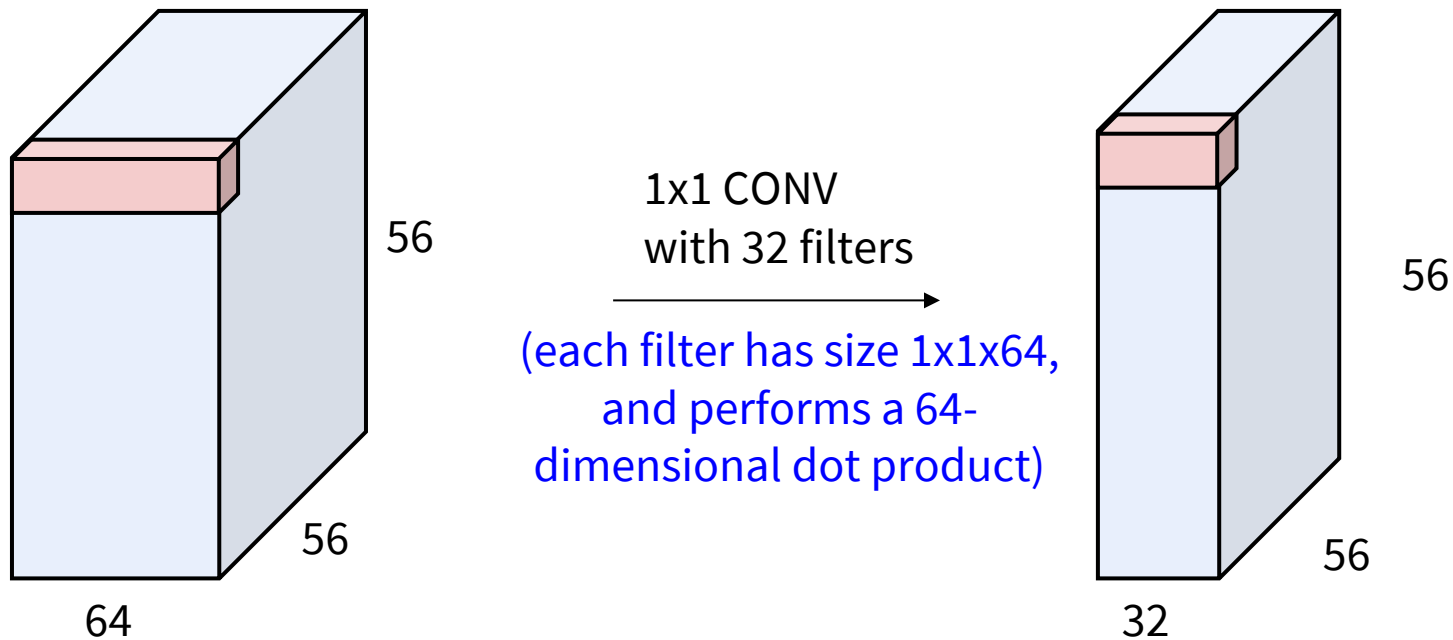 56
56
64
1x1 CONV
with 32 filters
(each filter has size 1x1x64,
and performs a 64-
dimensional dot product)
56
56
32